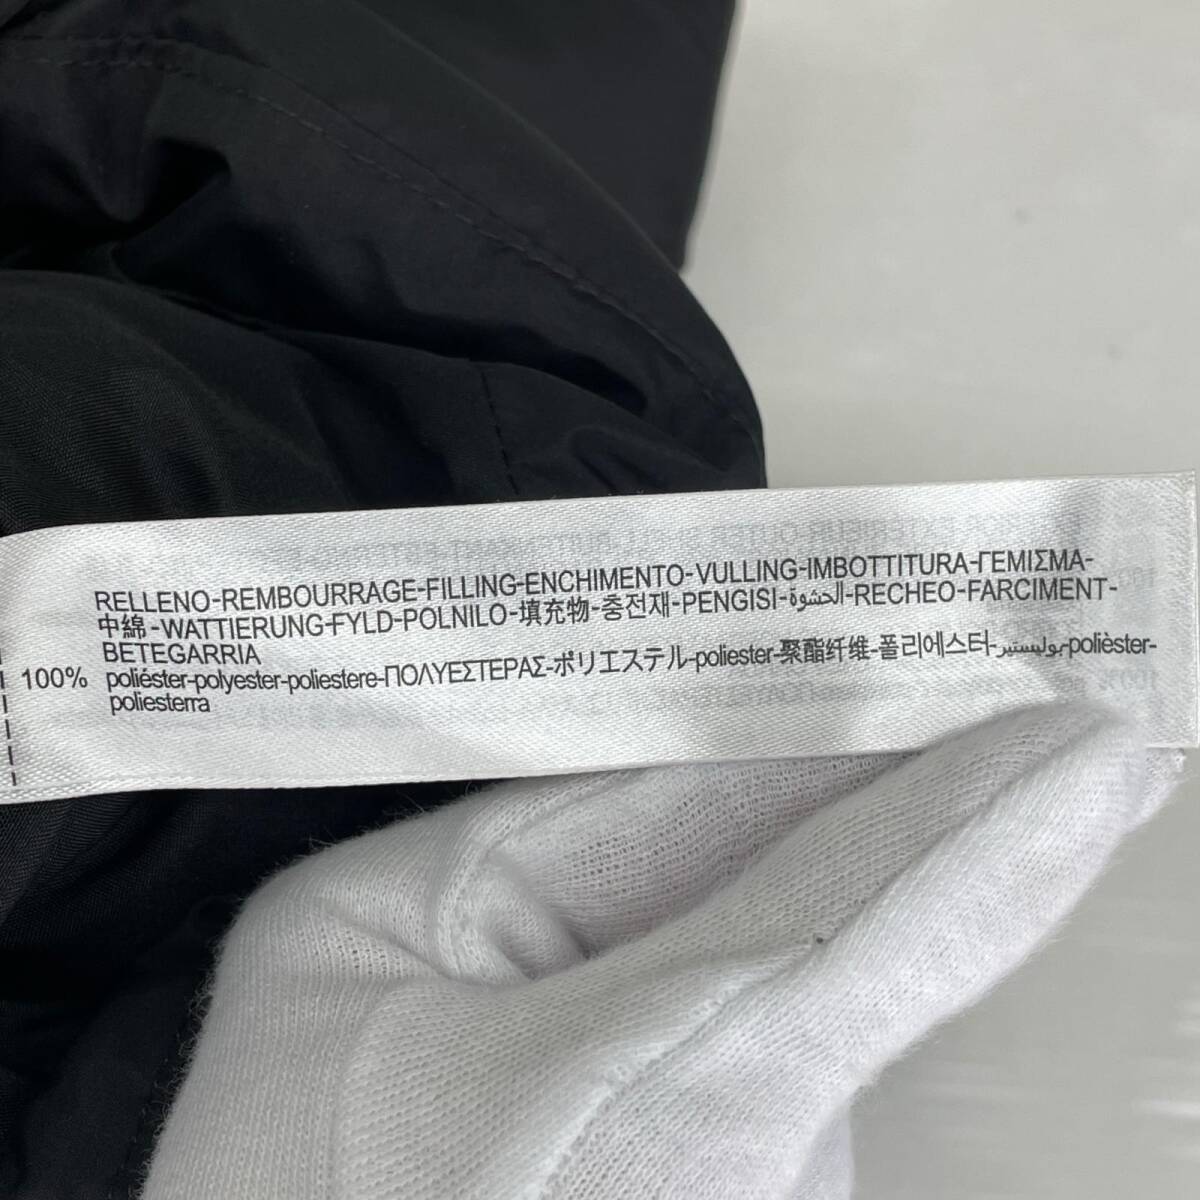 RELLENO-REMBOURRAGE-FILLING-ENCHIMENTO-VULLING-IMBOTTITURA-ΓΕΜΙΣΜΑ-
中綿-WATTIERUNG-FYLD-POLNILO-填充物-충전재-PENGISI-الحشوة-RECHEO-FARCIMENT-
BETEGARRIA
100% poliéster-polyester-poliestere-ΠΟΛΥΕΣΤΕΡΑΣ-ポリエステル-poliester-聚酯纤维-폴리에스터-بوليستير-polièster-
poliesterra